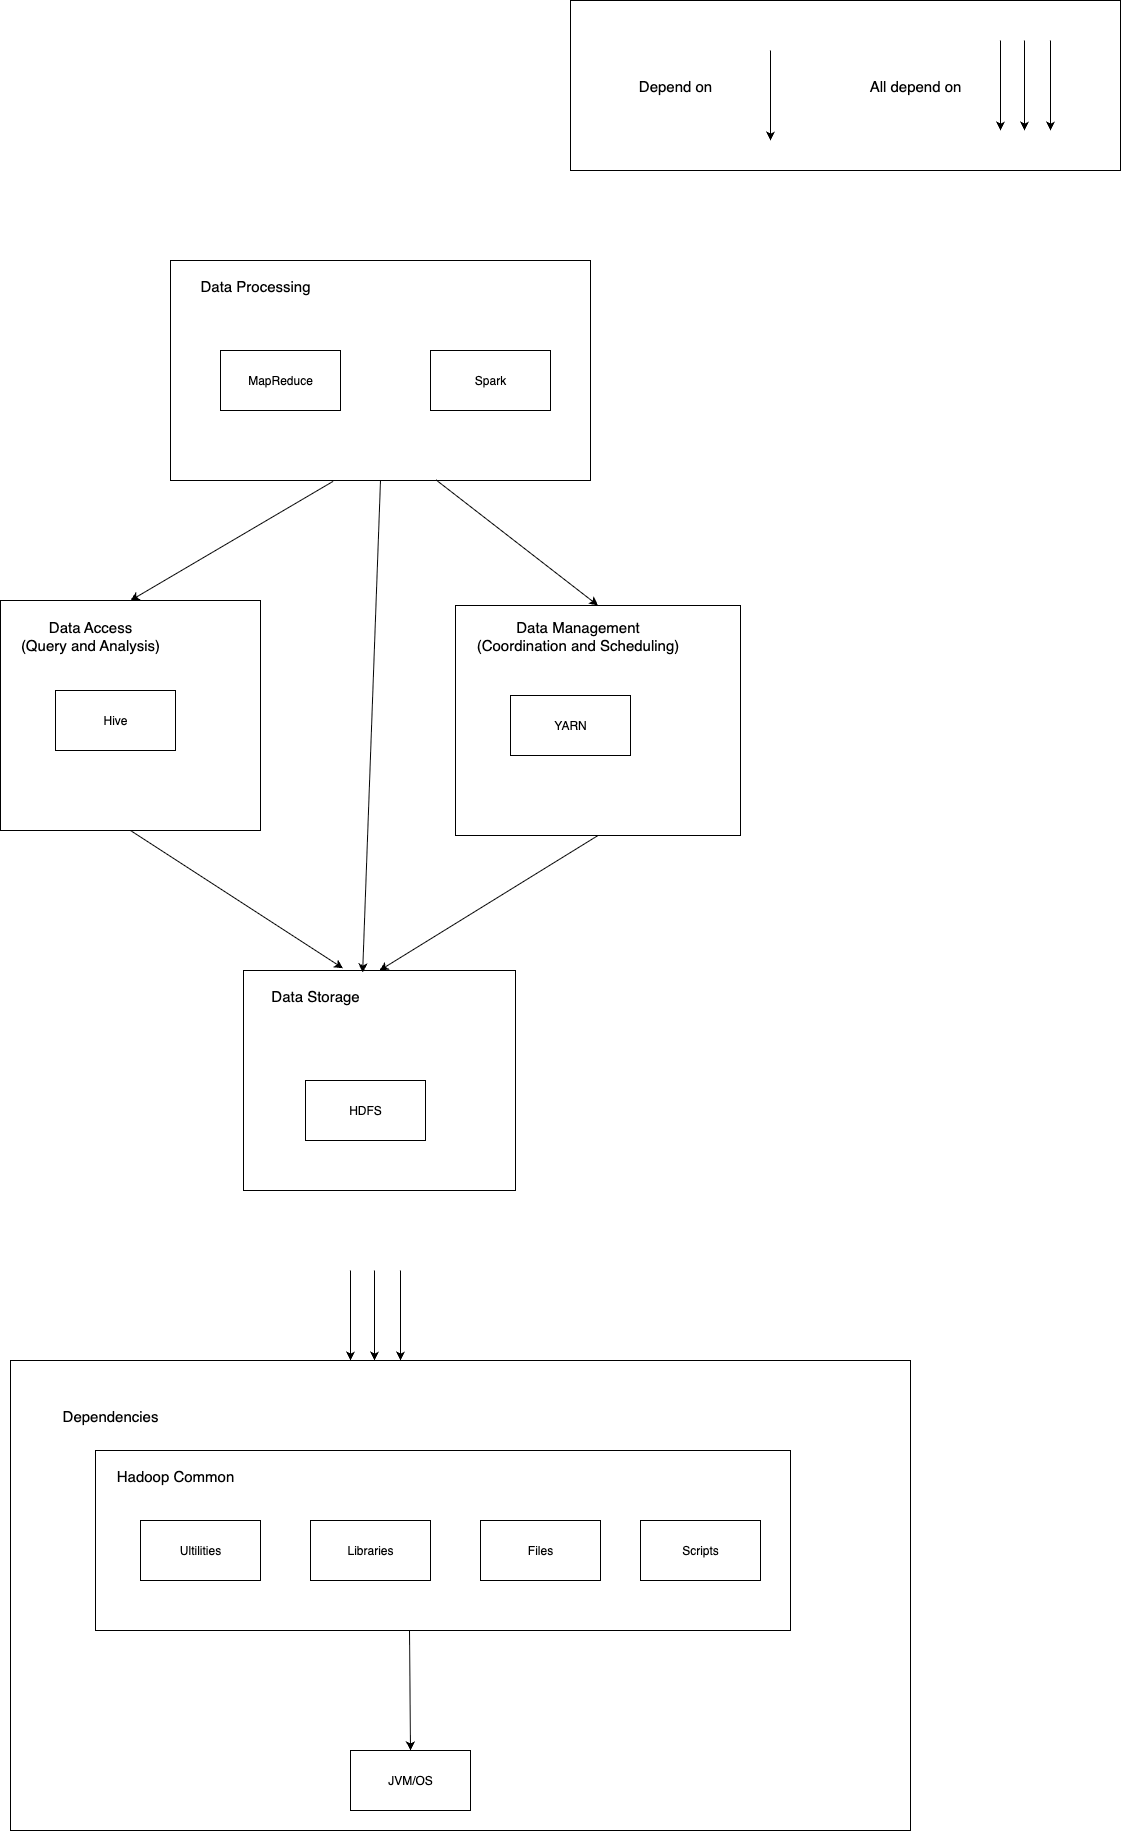 Depend on
All depend on
Data Processing
MapReduce
Spark
Data Access
(Query and Analysis)
Hive
Data Management
(Coordination and Scheduling)
YARN
Data Storage
HDFS
Dependencies
Hadoop Common
Ultilities
Libraries
Files
Scripts
JVM/OS